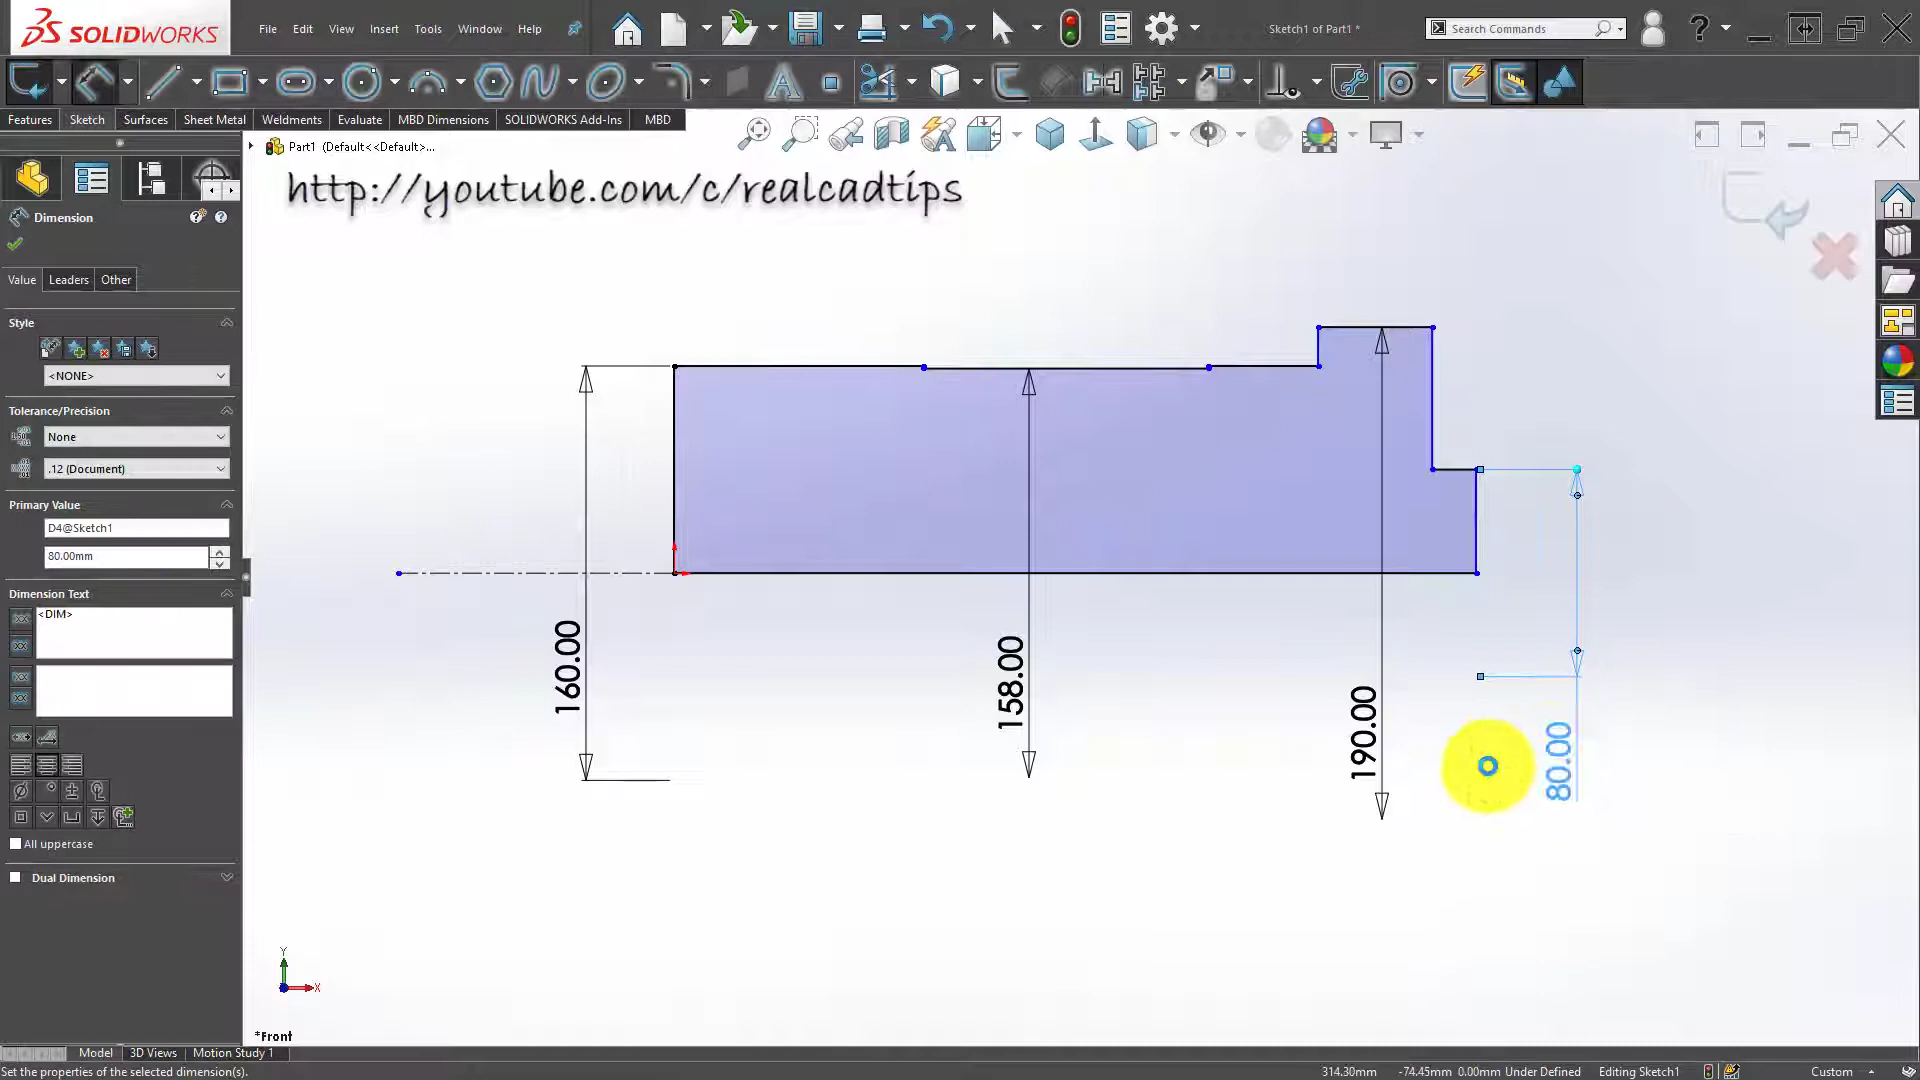 SOLIDWORKS
File Edit View Insert Tools Window Help
Sketch1 of Part1 *
Search Commands
Features Sketch Surfaces Sheet Metal Weldments Evaluate MBD Dimensions SOLIDWORKS Add-Ins MBD
Part1 (Default<<Default>...
http://youtube.com/c/realcadtips
Dimension
Value Leaders Other
Style
<NONE>
Tolerance/Precision
None
.12 (Document)
Primary Value
D4@Sketch1
80.00mm
Dimension Text
<DIM>
All uppercase
Dual Dimension
160.00
158.00
190.00
80.00
Y
X
*Front
Model 3D Views Motion Study 1
Set the properties of the selected dimension(s).
314.30mm -74.45mm 0.00mm Under Defined Editing Sketch1 Custom